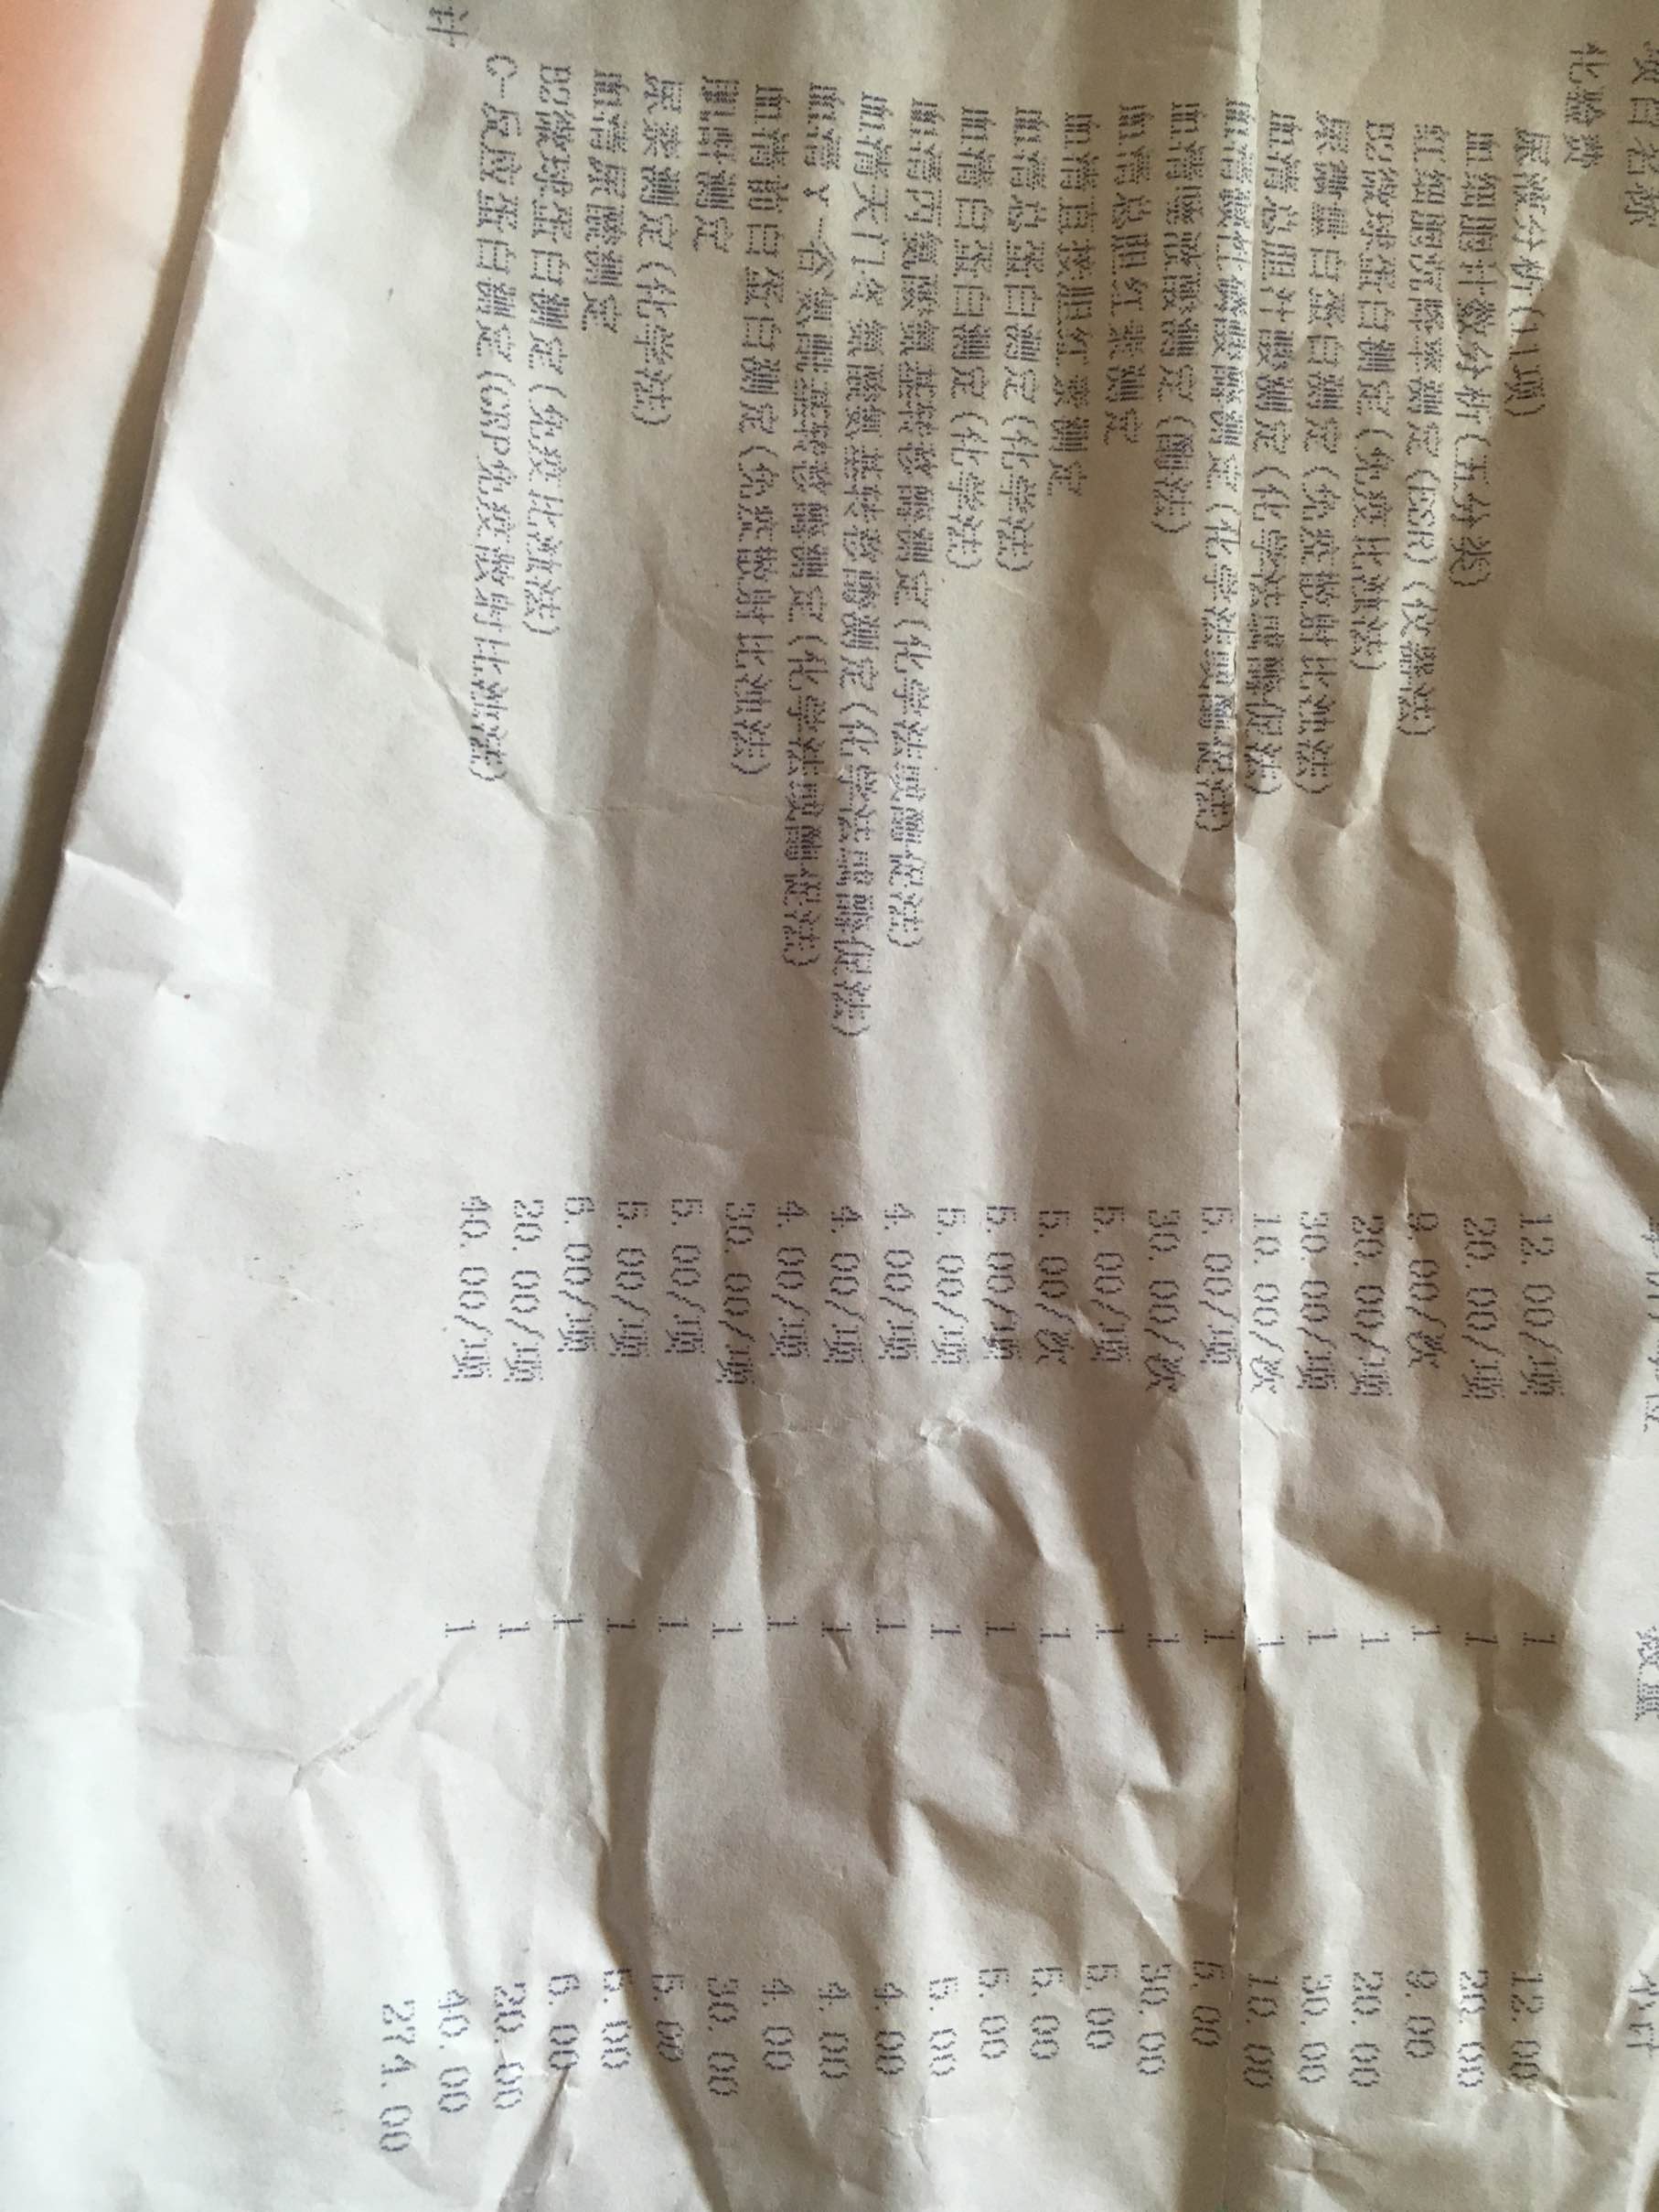 项目名称 数量 小计
化验费
尿液分析(11项) 12.00/项 1 12.00
血细胞计数分析(五分类) 20.00/项 1 20.00
红细胞沉降率测定(ESR)(仪器法) 9.00/次 1 9.00
B2微球蛋白测定(免疫比浊法) 20.00/项 1 20.00
尿微量白蛋白测定(免疫散射比浊法) 30.00/项 1 30.00
血清总胆汁酸测定(化学法或酶促法) 10.00/次 1 10.00
血清碱性磷酸酶测定(化学法或酶促法) 5.00/项 1 5.00
血清唾液酸测定(酶法) 30.00/次 1 30.00
血清总胆红素测定 5.00/项 1 5.00
血清直接胆红素测定 5.00/次 1 5.00
血清总蛋白测定(化学法) 5.00/项 1 5.00
血清白蛋白测定(化学法) 5.00/项 1 5.00
血清丙氨酸氨基转移酶测定(化学法或酶促法) 4.00/项 1 4.00
血清天门冬氨酸氨基转移酶测定(化学法或酶促法) 4.00/项 1 4.00
血清γ-谷氨酰基转移酶测定(化学法或酶促法) 4.00/项 1 4.00
血清前白蛋白测定(免疫散射比浊法) 30.00/项 1 30.00
肌酐测定 5.00/项 1 5.00
尿素测定(化学法) 5.00/项 1 5.00
血清尿酸测定 6.00/项 1 6.00
B2微球蛋白测定(免疫比浊法) 20.00/项 1 20.00
C-反应蛋白测定(CRP免疫散射比浊法) 40.00/项 1 40.00
计 274.00